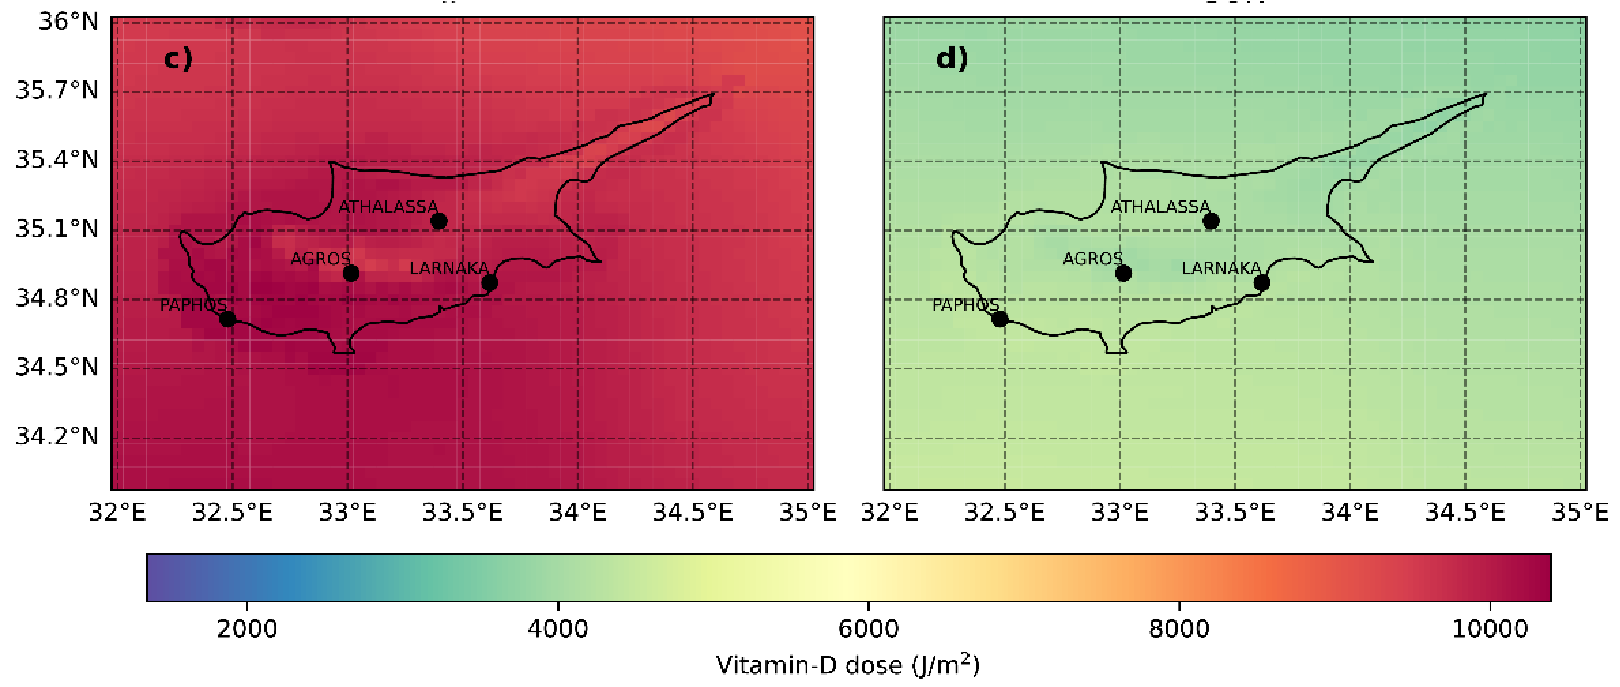 c)
d)
36°N
35.7°N
35.4°N
35.1°N
34.8°N
34.5°N
34.2°N
ATHALASSA
AGROS
LARNAKA
PAPHOS
ATHALASSA
AGROS
LARNAKA
PAPHOS
32°E 32.5°E 33°E 33.5°E 34°E 34.5°E 35°E
32°E 32.5°E 33°E 33.5°E 34°E 34.5°E 35°E
2000 4000 6000 8000 10000
Vitamin-D dose (J/m²)